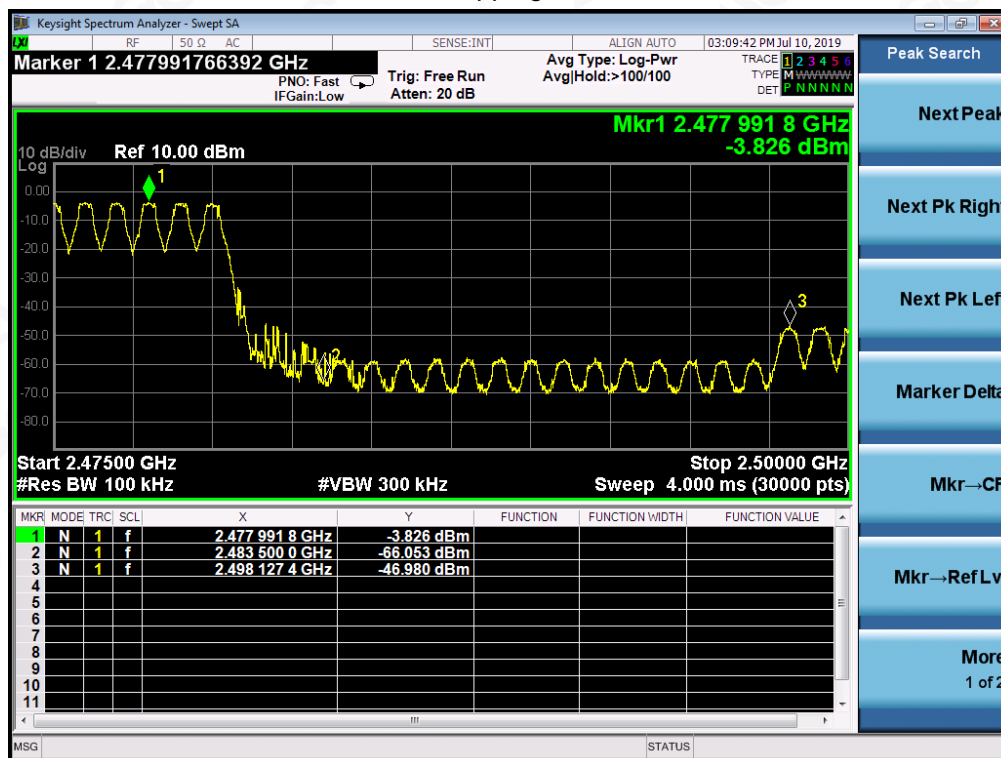 Keysight Spectrum Analyzer - Swept SA
LXI RF 50 Ω AC SENSE:INT ALIGN AUTO 03:09:42 PM Jul 10, 2019
Marker 1 2.477991766392 GHz
PNO: Fast
IFGain:Low
Trig: Free Run
Atten: 20 dB
Avg Type: Log-Pwr
Avg|Hold:>100/100
TRACE 1 2 3 4 5 6
TYPE M W W W W W
DET P N N N N N
Peak Search
Mkr1 2.477 991 8 GHz
-3.826 dBm
10 dB/div Ref 10.00 dBm
Log
0.00
-10.0
-20.0
-30.0
-40.0
-50.0
-60.0
-70.0
-80.0
1
2
3
Start 2.47500 GHz
Stop 2.50000 GHz
#Res BW 100 kHz #VBW 300 kHz Sweep 4.000 ms (30000 pts)
MKR MODE TRC SCL X Y FUNCTION FUNCTION WIDTH FUNCTION VALUE
1 N 1 f 2.477 991 8 GHz -3.826 dBm
2 N 1 f 2.483 500 0 GHz -66.053 dBm
3 N 1 f 2.498 127 4 GHz -46.980 dBm
4
5
6
7
8
9
10
11
MSG STATUS
Next Peak
Next Pk Right
Next Pk Lef
Marker Delta
Mkr→CF
Mkr→Ref Lv
More
1 of 2